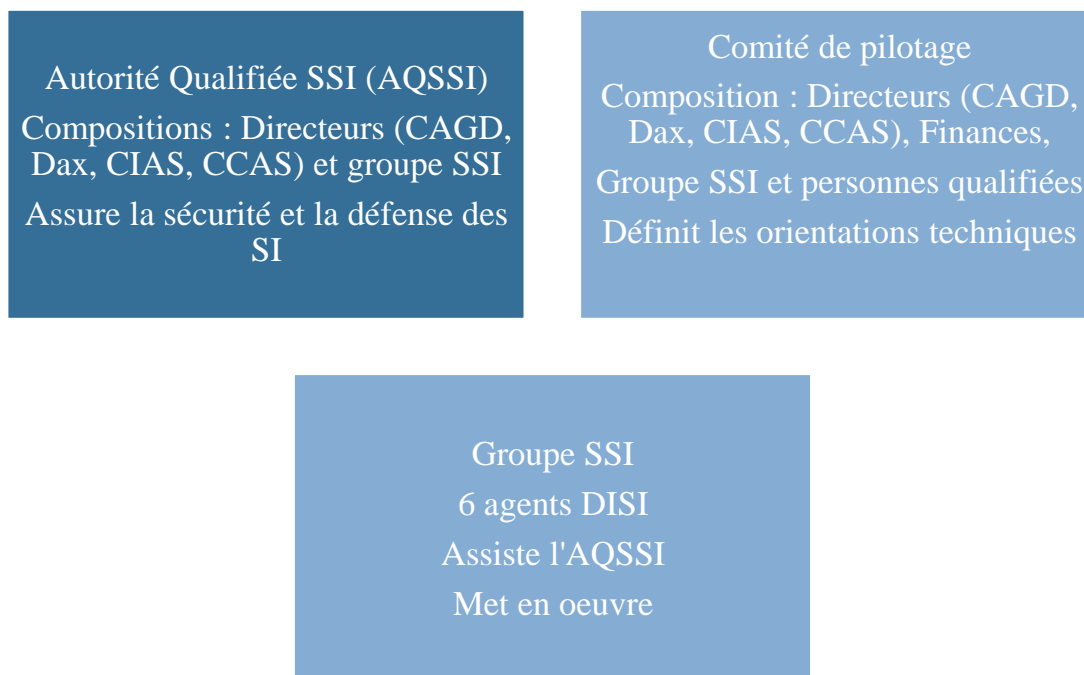 Autorité Qualifiée SSI (AQSSI)
Compositions : Directeurs (CAGD,
Dax, CIAS, CCAS) et groupe SSI
Assure la sécurité et la défense des
SI
Comité de pilotage
Composition : Directeurs (CAGD,
Dax, CIAS, CCAS), Finances,
Groupe SSI et personnes qualifiées
Définit les orientations techniques
Groupe SSI
6 agents DISI
Assiste l'AQSSI
Met en oeuvre